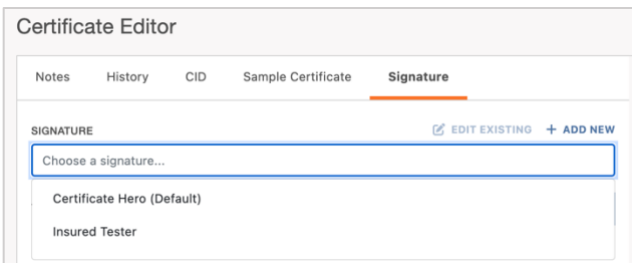 Certificate Editor
Notes History CID Sample Certificate Signature
SIGNATURE EDIT EXISTING + ADD NEW
Choose a signature...
Certificate Hero (Default)
Insured Tester